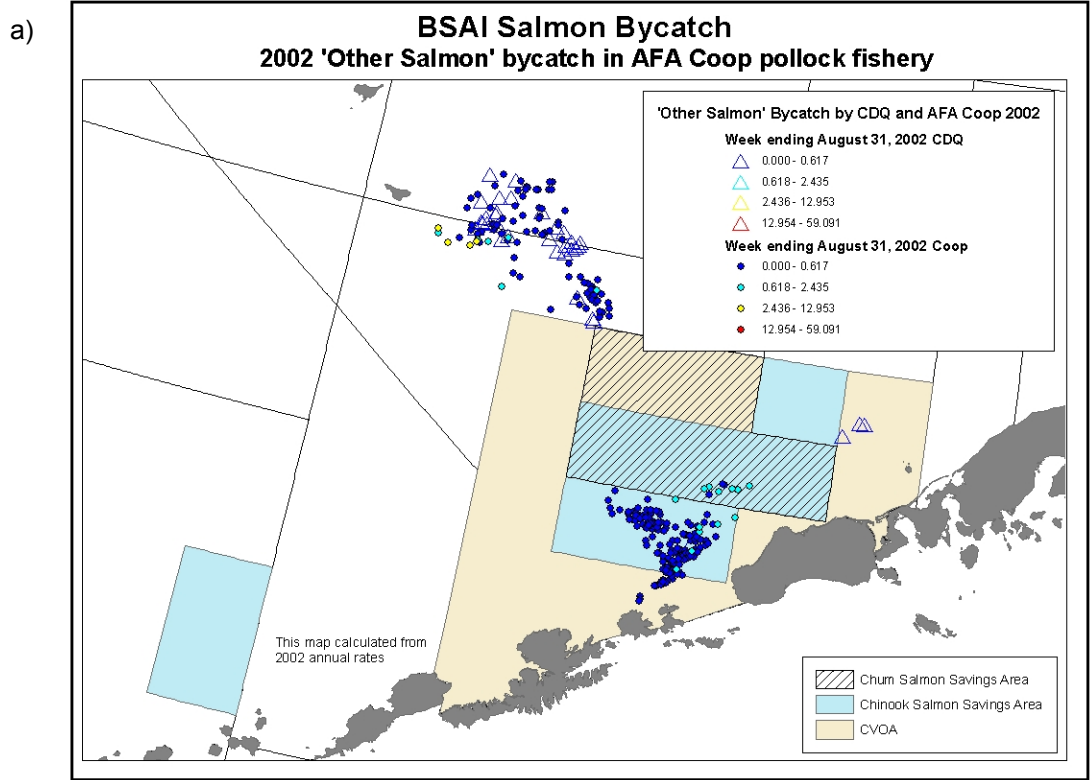 a)
BSAI Salmon Bycatch
2002 'Other Salmon' bycatch in AFA Coop pollock fishery
'Other Salmon' Bycatch by CDQ and AFA Coop 2002
Week ending August 31, 2002 CDQ
0.000 - 0.617
0.618 - 2.435
2.436 - 12.953
12.954 - 59.091
Week ending August 31, 2002 Coop
0.000 - 0.617
0.618 - 2.435
2.436 - 12.953
12.954 - 59.091
This map calculated from
2002 annual rates
Chum Salmon Savings Area
Chinook Salmon Savings Area
CVOA